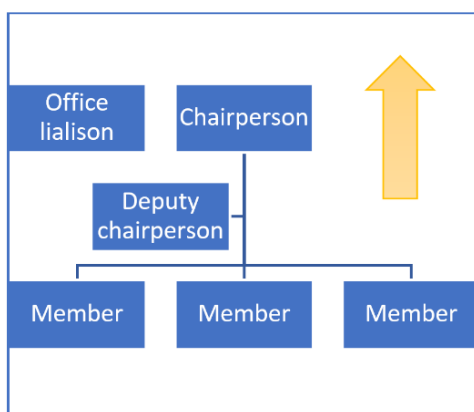 Office
lialison
Chairperson
Deputy
chairperson
Member
Member
Member